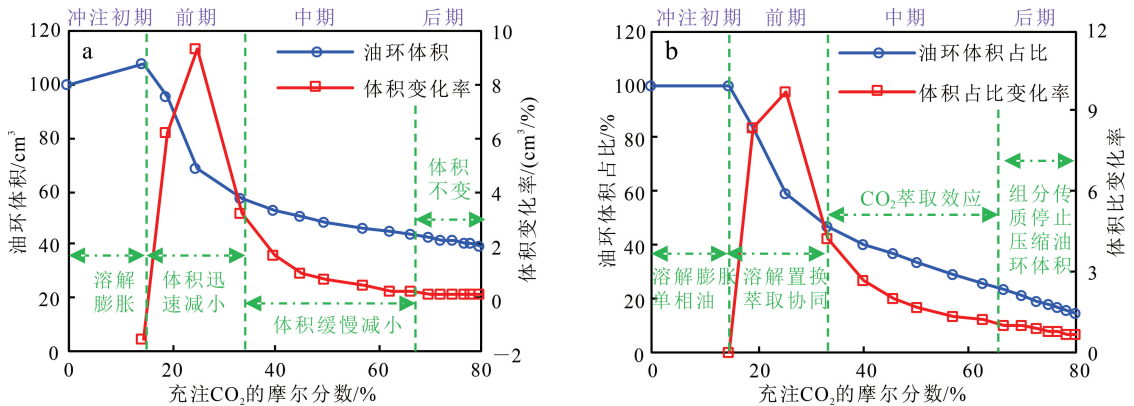 冲注初期 前期 中期 后期
a
油环体积
体积变化率
120
100
80
60
40
20
0
油环体积/cm³
10
8
6
4
2
0
－2
体积变化率/(cm³/%)
溶解
膨胀
体积迅
速减小
体积缓慢减小
体积
不变
0 20 40 60 80
充注CO₂的摩尔分数/%
冲注初期 前期 中期 后期
b
油环体积占比
体积占比变化率
120
100
80
60
40
20
0
油环体积占比/%
12
9
6
3
0
体积比变化率
溶解膨胀
单相油
溶解置换
萃取协同
CO₂萃取效应
组分传
质停止
压缩油
环体积
0 20 40 60 80
充注CO₂的摩尔分数/%